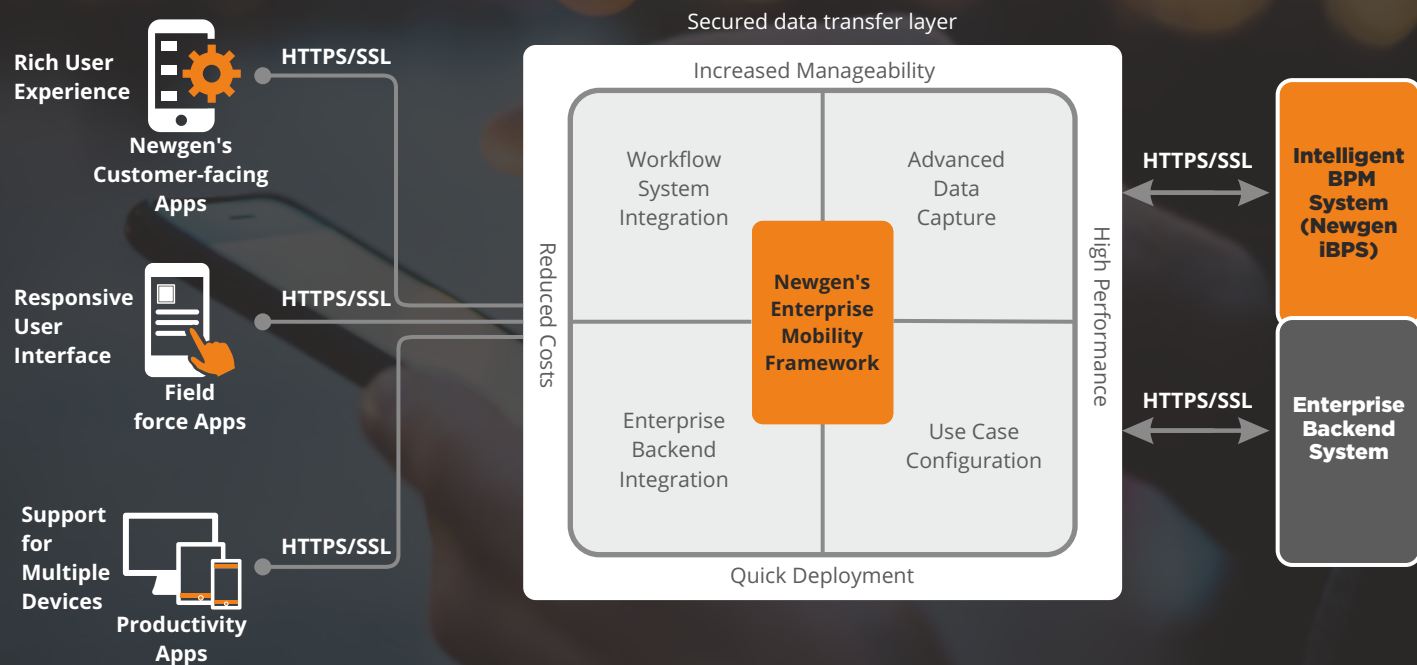 Secured data transfer layer
Rich User
Experience
HTTPS/SSL
Newgen's
Customer-facing
Apps
Responsive
User
Interface
HTTPS/SSL
Field
force Apps
Support
for
Multiple
Devices
HTTPS/SSL
Productivity
Apps
Increased Manageability
Reduced Costs
Workflow
System
Integration
Advanced
Data
Capture
Newgen's
Enterprise
Mobility
Framework
Enterprise
Backend
Integration
Use Case
Configuration
High Performance
Quick Deployment
HTTPS/SSL
Intelligent
BPM
System
(Newgen
iBPS)
HTTPS/SSL
Enterprise
Backend
System